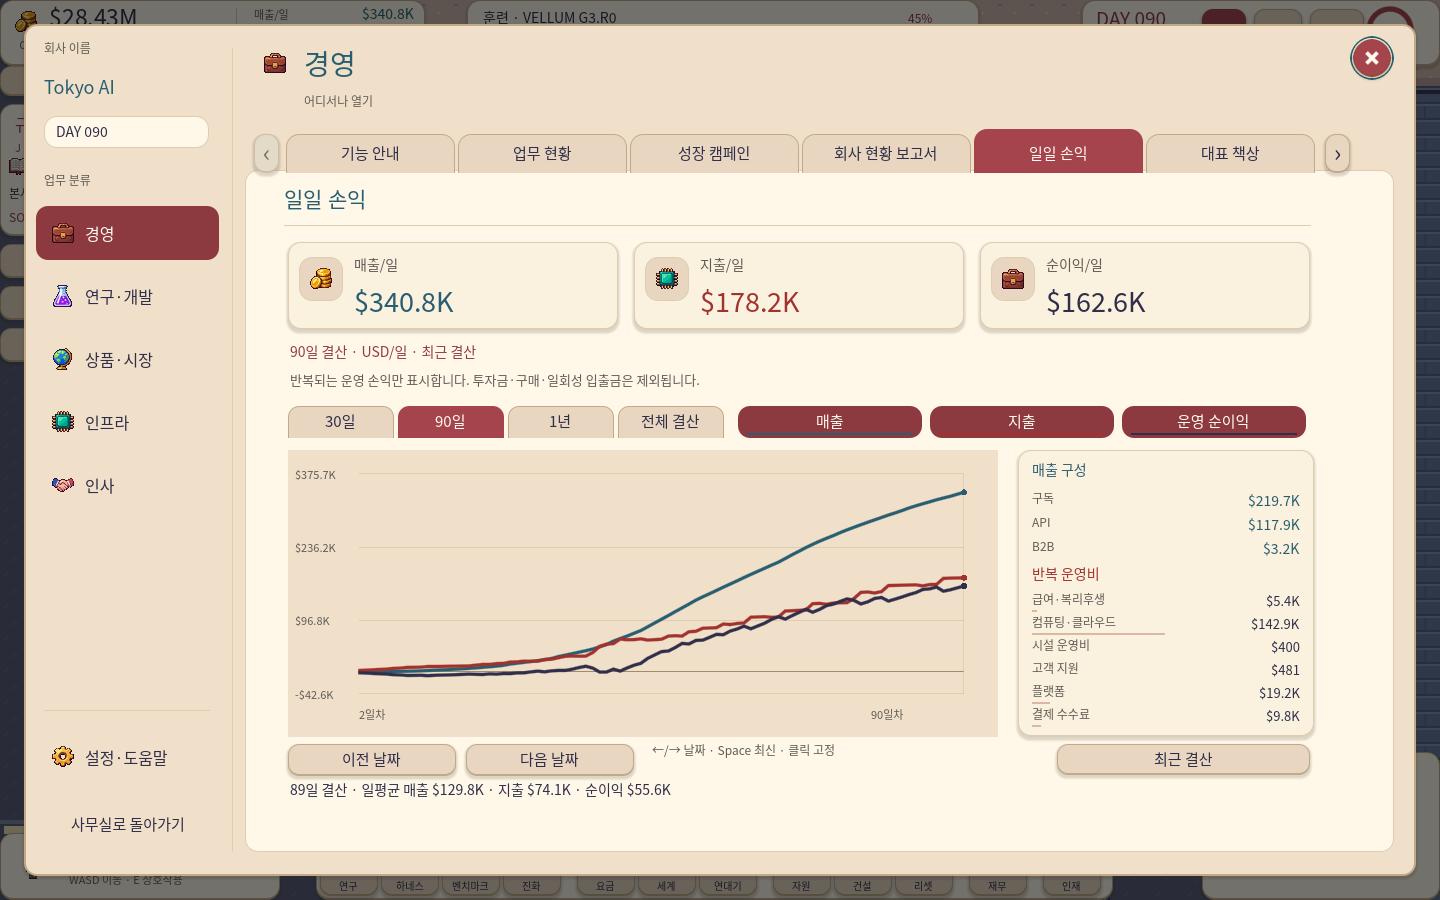 $28.43M
매출/일
$340.8K
훈련 · VELLUM G3.R0
45%
DAY 090
회사 이름
Tokyo AI
DAY 090
업무 분류
경영
연구·개발
상품·시장
인프라
인사
설정·도움말
사무실로 돌아가기
경영
어디서나 열기
‹
기능 안내
업무 현황
성장 캠페인
회사 현황 보고서
일일 손익
대표 책상
›
일일 손익
매출/일
$340.8K
지출/일
$178.2K
순이익/일
$162.6K
90일 결산 · USD/일 · 최근 결산
반복되는 운영 손익만 표시합니다. 투자금·구매·일회성 입출금은 제외됩니다.
30일
90일
1년
전체 결산
매출
지출
운영 순이익
$375.7K
$236.2K
$96.8K
-$42.6K
2일차
90일차
매출 구성
구독
$219.7K
API
$117.9K
B2B
$3.2K
반복 운영비
급여·복리후생
$5.4K
컴퓨팅·클라우드
$142.9K
시설 운영비
$400
고객 지원
$481
플랫폼
$19.2K
결제 수수료
$9.8K
이전 날짜
다음 날짜
←/→ 날짜 · Space 최신 · 클릭 고정
최근 결산
89일 결산 · 일평균 매출 $129.8K · 지출 $74.1K · 순이익 $55.6K
WASD 이동 · E 상호작용
연구
하네스
벤치마크
진화
요금
세계
연대기
자원
건설
리셋
재무
인재